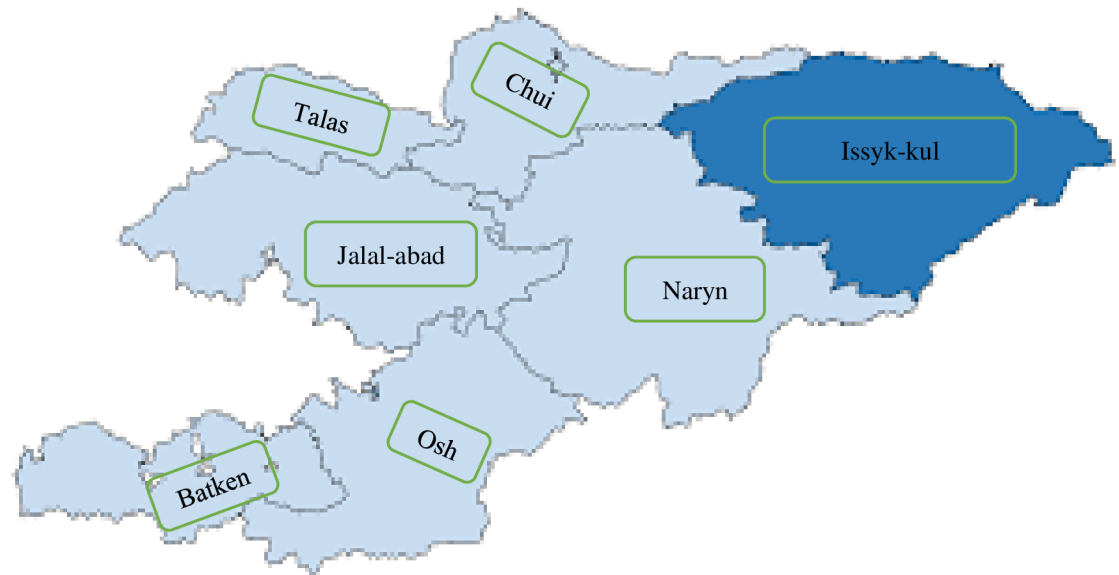 Chui
Talas
Issyk-kul
Jalal-abad
Naryn
Osh
Batken